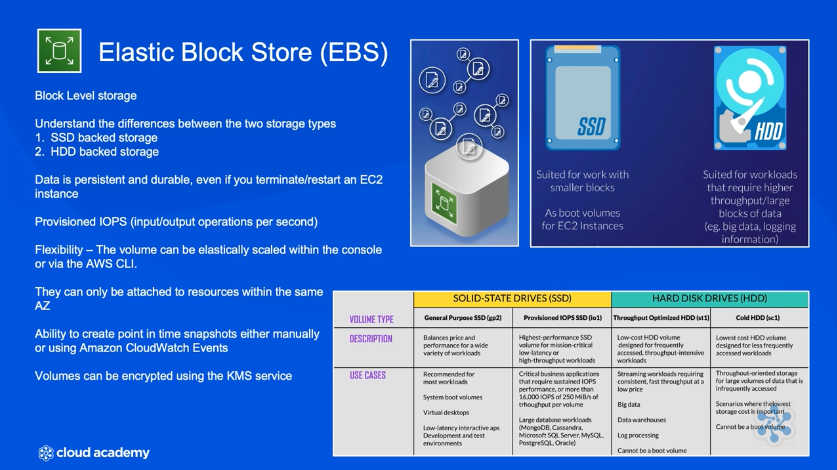 Elastic Block Store (EBS)
Block Level storage
Understand the differences between the two storage types
1. SSD backed storage
2. HDD backed storage
Data is persistent and durable, even if you terminate/restart an EC2
instance
Provisioned IOPS (input/output operations per second)
Flexibility – The volume can be elastically scaled within the console
or via the AWS CLI.
They can only be attached to resources within the same
AZ
Ability to create point in time snapshots either manually
or using Amazon CloudWatch Events
Volumes can be encrypted using the KMS service
cloud academy
SSD
Suited for work with
smaller blocks
As boot volumes
for EC2 Instances
HDD
Suited for workloads
that require higher
throughput/large
blocks of data
(eg. big data, logging
information)
SOLID-STATE DRIVES (SSD)
HARD DISK DRIVES (HDD)
VOLUME TYPE
General Purpose SSD (gp2)
Provisioned IOPS SSD (io1)
Throughput Optimized HDD (st1)
Cold HDD (sc1)
DESCRIPTION
Balances price and
performance for a wide
variety of workloads
Highest-performance SSD
volume for mission-critical
low-latency or
high-throughput workloads
Low-cost HDD volume
designed for frequently
accessed, throughput-intensive
workloads
Lowest cost HDD volume
designed for less frequently
accessed workloads
USE CASES
Recommended for
most workloads
System boot volumes
Virtual desktops
Low-latency interactive aps
Development and test
environments
Critical business applications
that require sustained IOPS
performance, or more than
16,000 IOPS of 250 MiB/s of
throughput per volume
Large database workloads
(MongoDB, Cassandra,
Microsoft SQL Server, MySQL,
PostgreSQL, Oracle)
Streaming workloads requiring
consistent, fast throughput at a
low price
Big data
Data warehouses
Log processing
Cannot be a boot volume
Throughput-oriented storage
for large volumes of data that is
infrequently accessed
Scenarios where the lowest
storage cost is important
Cannot be a boot volume